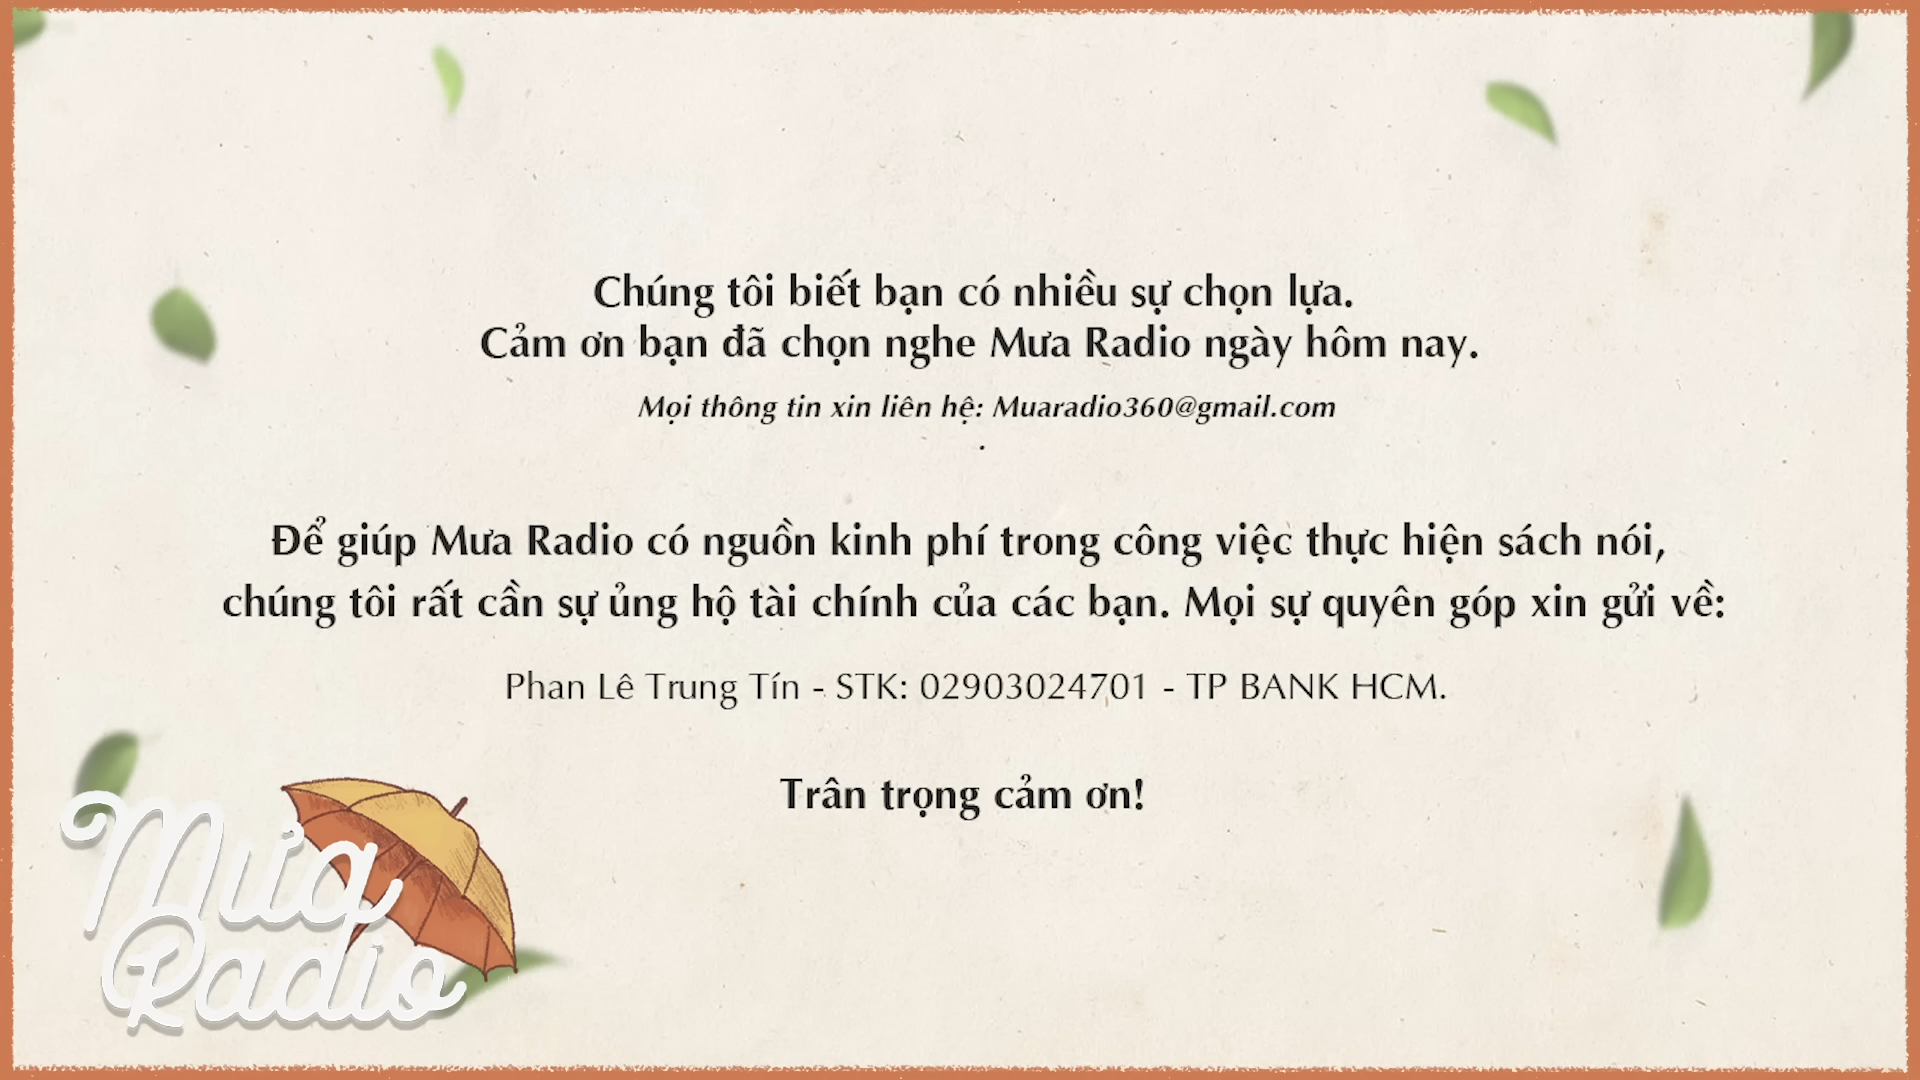 Chúng tôi biết bạn có nhiều sự chọn lựa.
Cảm ơn bạn đã chọn nghe Mưa Radio ngày hôm nay.
Mọi thông tin xin liên hệ: Muaradio360@gmail.com
.
Để giúp Mưa Radio có nguồn kinh phí trong công việc thực hiện sách nói,
chúng tôi rất cần sự ủng hộ tài chính của các bạn. Mọi sự quyên góp xin gửi về:
Phan Lê Trung Tín - STK: 02903024701 - TP BANK HCM.
Trân trọng cảm ơn!
Mưa
Radio